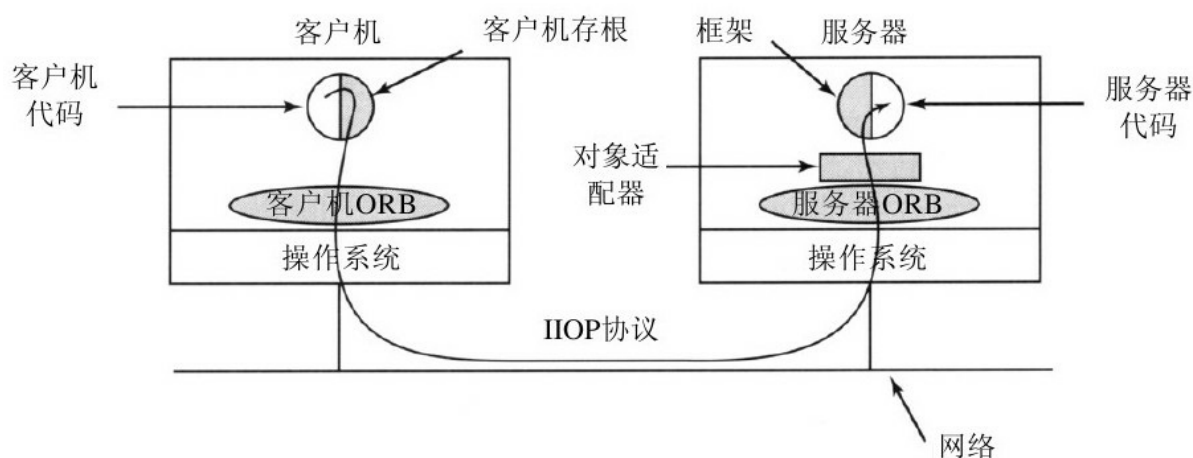 客户机
客户机存根
框架
服务器
客户机
代码
服务器
代码
对象适
配器
客户机ORB
服务器ORB
操作系统
操作系统
IIOP协议
网络